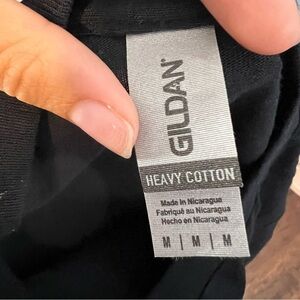 GILDAN
HEAVY COTTON
Made in Nicaragua
Fabriqué au Nicaragua
Hecho en Nicaragua
M | M | M